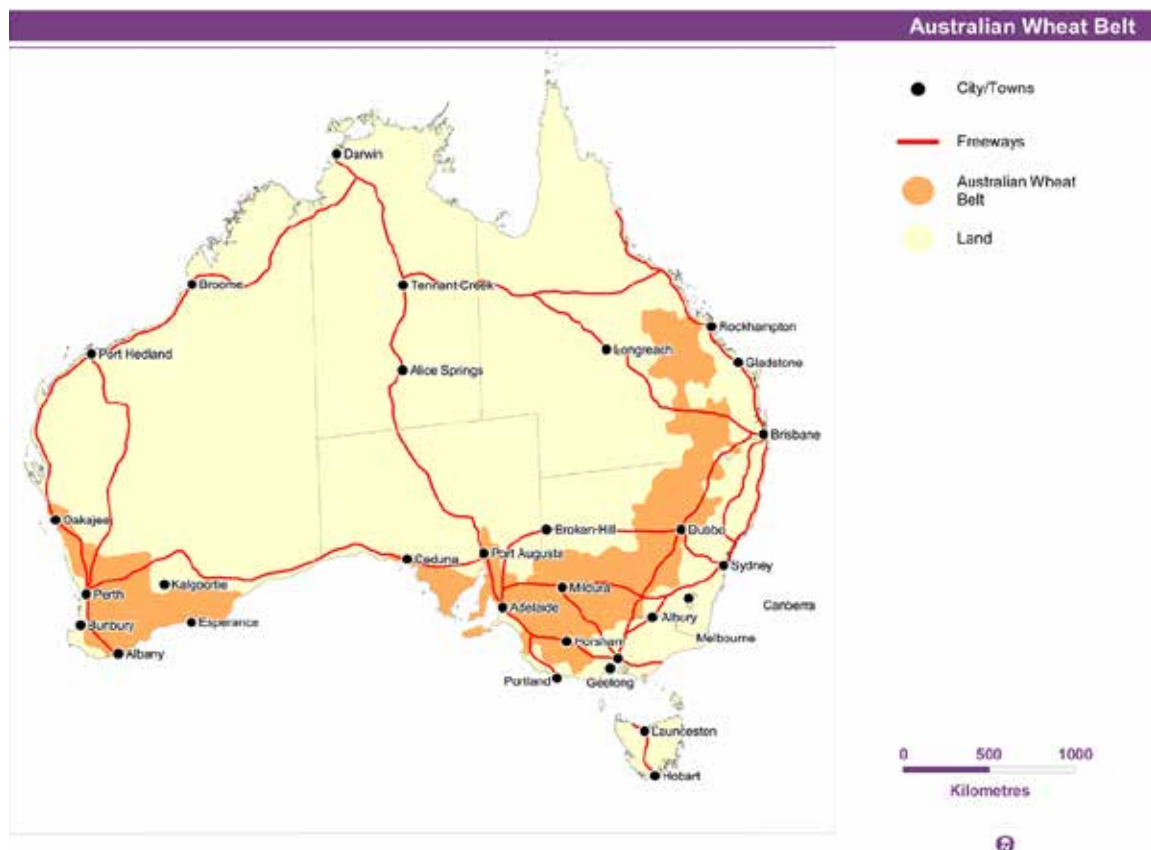 Australian Wheat Belt
City/Towns
Freeways
Australian Wheat
Belt
Land
Darwin
Broome
Tennant Creek
Port Hedland
Alice Springs
Longreach
Rockhampton
Gladstone
Brisbane
Oakajee
Perth
Kalgoorlie
Bunbury
Esperance
Albany
Ceduna
Port Augusta
Broken-Hill
Dubbo
Sydney
Adelaide
Mildura
Canberra
Albury
Horsham
Melbourne
Portland
Geelong
Launceston
Hobart
0 500 1000
Kilometres